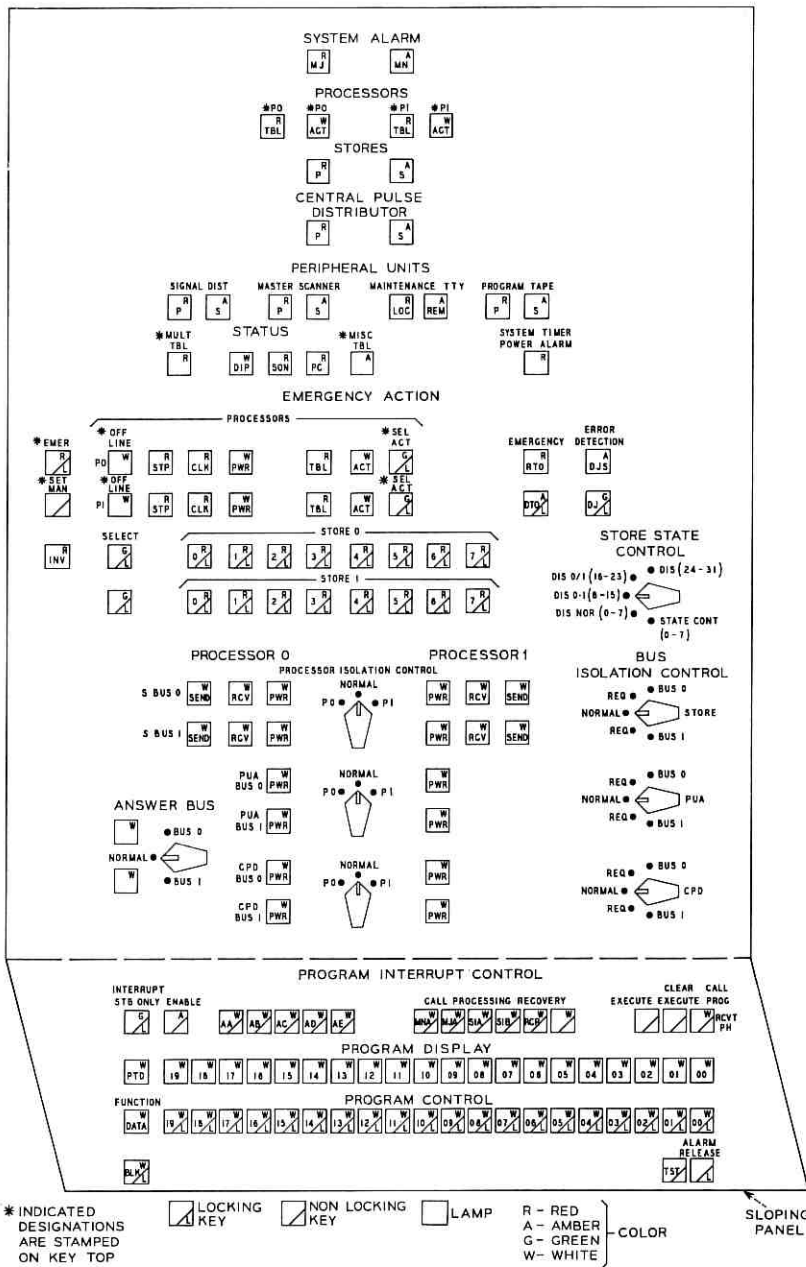 SYSTEM ALARM
R MJ A MN
PROCESSORS
*PO *PO *PI *PI
R TBL W ACT R TBL W ACT
STORES
R P A S
CENTRAL PULSE
DISTRIBUTOR
R P A S
PERIPHERAL UNITS
SIGNAL DIST MASTER SCANNER MAINTENANCE TTY PROGRAM TAPE
R P A S R P A S R LOC A REM R P A S
*MULT TBL STATUS *MISC TBL SYSTEM TIMER POWER ALARM
R W DIP R SON R PC A R
EMERGENCY ACTION
PROCESSORS
*EMER *OFF LINE *SEL ACT EMERGENCY ERROR DETECTION
R L PO W R STP R CLK W PWR R TBL W ACT G L R RTO A DJS
*SET MAN *OFF LINE *SEL ACT
PI W R STP R CLK W PWR R TBL W ACT G L A DTO L G DJ L
SELECT STORE 0 STORE STATE CONTROL
R INV G L 0 R L 1 R L 2 R L 3 R L 4 R L 5 R L 6 R L 7 R L
STORE 1
G L 0 R L 1 R L 2 R L 3 R L 4 R L 5 R L 6 R L 7 R L
DIS (24-31)
DIS 0/1 (16-23)
DIS 0-1 (8-15)
DIS NOR (0-7)
STATE CONT
(0-7)
PROCESSOR 0 PROCESSOR 1 BUS
PROCESSOR ISOLATION CONTROL ISOLATION CONTROL
S BUS 0 W SEND W RCV W PWR NORMAL PO PI W PWR W RCV W SEND
S BUS 1 W SEND W RCV W PWR W PWR W RCV W SEND
REQ BUS 0
NORMAL STORE
REQ BUS 1
PUA BUS 0 W PWR NORMAL PO PI W PWR
PUA BUS 1 W PWR W PWR
REQ BUS 0
NORMAL PUA
REQ BUS 1
ANSWER BUS
W BUS 0
NORMAL
W BUS 1
CPD BUS 0 W PWR NORMAL PO PI W PWR
CPD BUS 1 W PWR W PWR
REQ BUS 0
NORMAL CPD
REQ BUS 1
PROGRAM INTERRUPT CONTROL
INTERRUPT CLEAR CALL
STB ONLY ENABLE CALL PROCESSING RECOVERY EXECUTE EXECUTE PROG
G L A W AA W AB W AC W AD W AE W MNA W MJA W SIA W SIB W RCR W W RCVT PH
PROGRAM DISPLAY
W PTD W 19 W 18 W 17 W 16 W 15 W 14 W 13 W 12 W 11 W 10 W 09 W 08 W 07 W 06 W 05 W 04 W 03 W 02 W 01 W 00
FUNCTION PROGRAM CONTROL
W DATA W 19 L W 18 L W 17 L W 16 L W 15 L W 14 L W 13 L W 12 L W 11 L W 10 L W 09 L W 08 L W 07 L W 06 L W 05 L W 04 L W 03 L W 02 L W 01 L W 00 L
ALARM
RELEASE
W BLK L TST L
* INDICATED
DESIGNATIONS
ARE STAMPED
ON KEY TOP
L LOCKING
KEY
NON LOCKING
KEY
LAMP
R - RED
A - AMBER
G - GREEN
W - WHITE
COLOR
SLOPING
PANEL